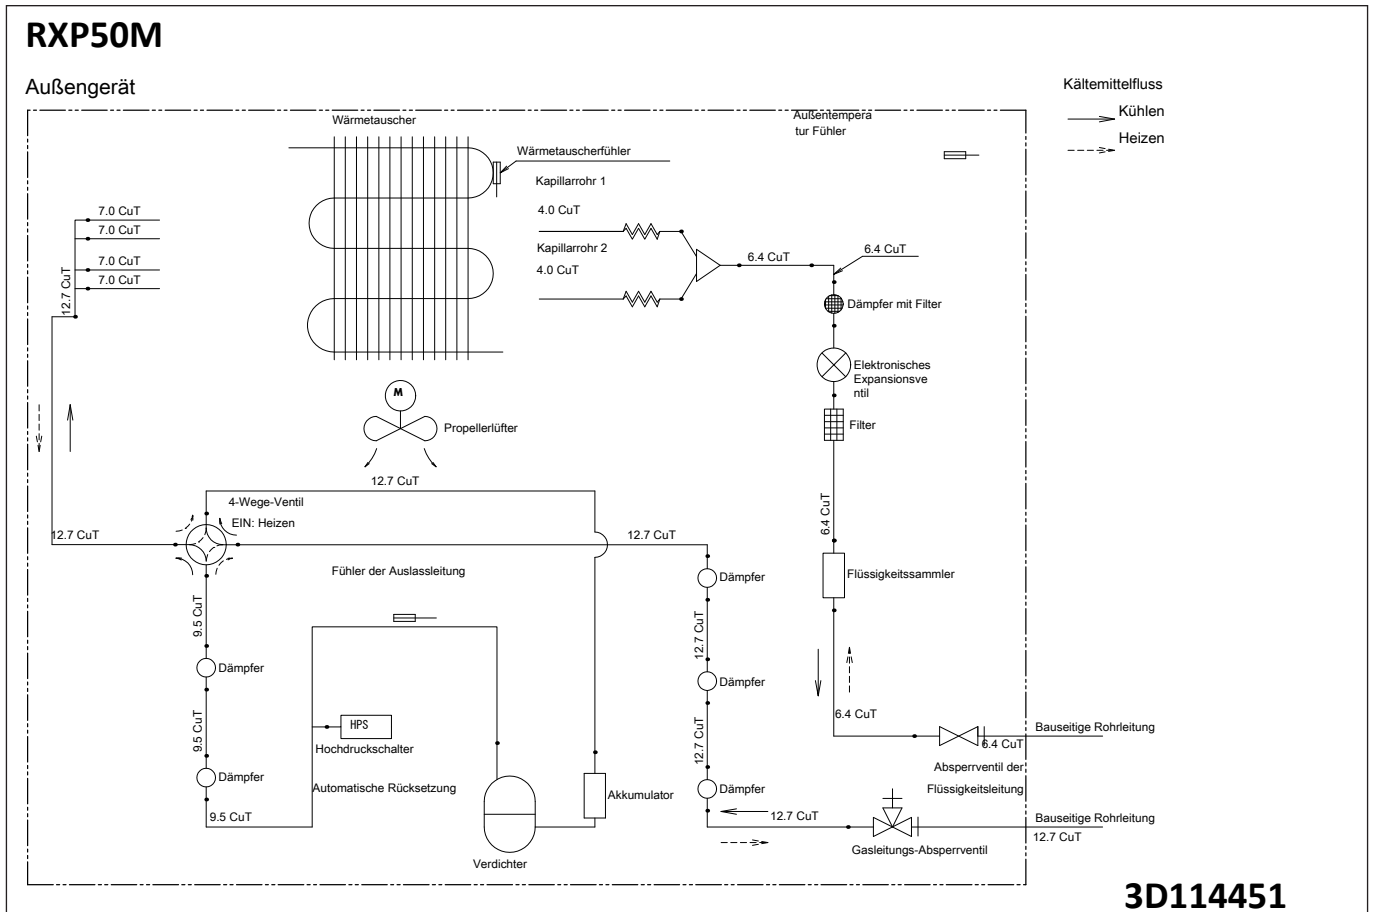 RXP50M
Außengerät
Kältemittelfluss
Kühlen
Heizen
Wärmetauscher
Außentempera
tur Fühler
Wärmetauscherfühler
Kapillarrohr 1
4.0 CuT
Kapillarrohr 2
4.0 CuT
7.0 CuT
7.0 CuT
7.0 CuT
7.0 CuT
12.7 CuT
6.4 CuT
6.4 CuT
Dämpfer mit Filter
Elektronisches
Expansionsve
ntil
Filter
M
Propellerlüfter
12.7 CuT
4-Wege-Ventil
EIN: Heizen
12.7 CuT
12.7 CuT
6.4 CuT
Fühler der Auslassleitung
Dämpfer
Flüssigkeitssammler
9.5 CuT
12.7 CuT
Dämpfer
Dämpfer
9.5 CuT
HPS
Hochdruckschalter
12.7 CuT
6.4 CuT
Bauseitige Rohrleitung
6.4 CuT
Absperrventil der
Flüssigkeitsleitung
Dämpfer
Automatische Rücksetzung
Akkumulator
Dämpfer
9.5 CuT
12.7 CuT
Bauseitige Rohrleitung
12.7 CuT
Verdichter
Gasleitungs-Absperrventil
3D114451